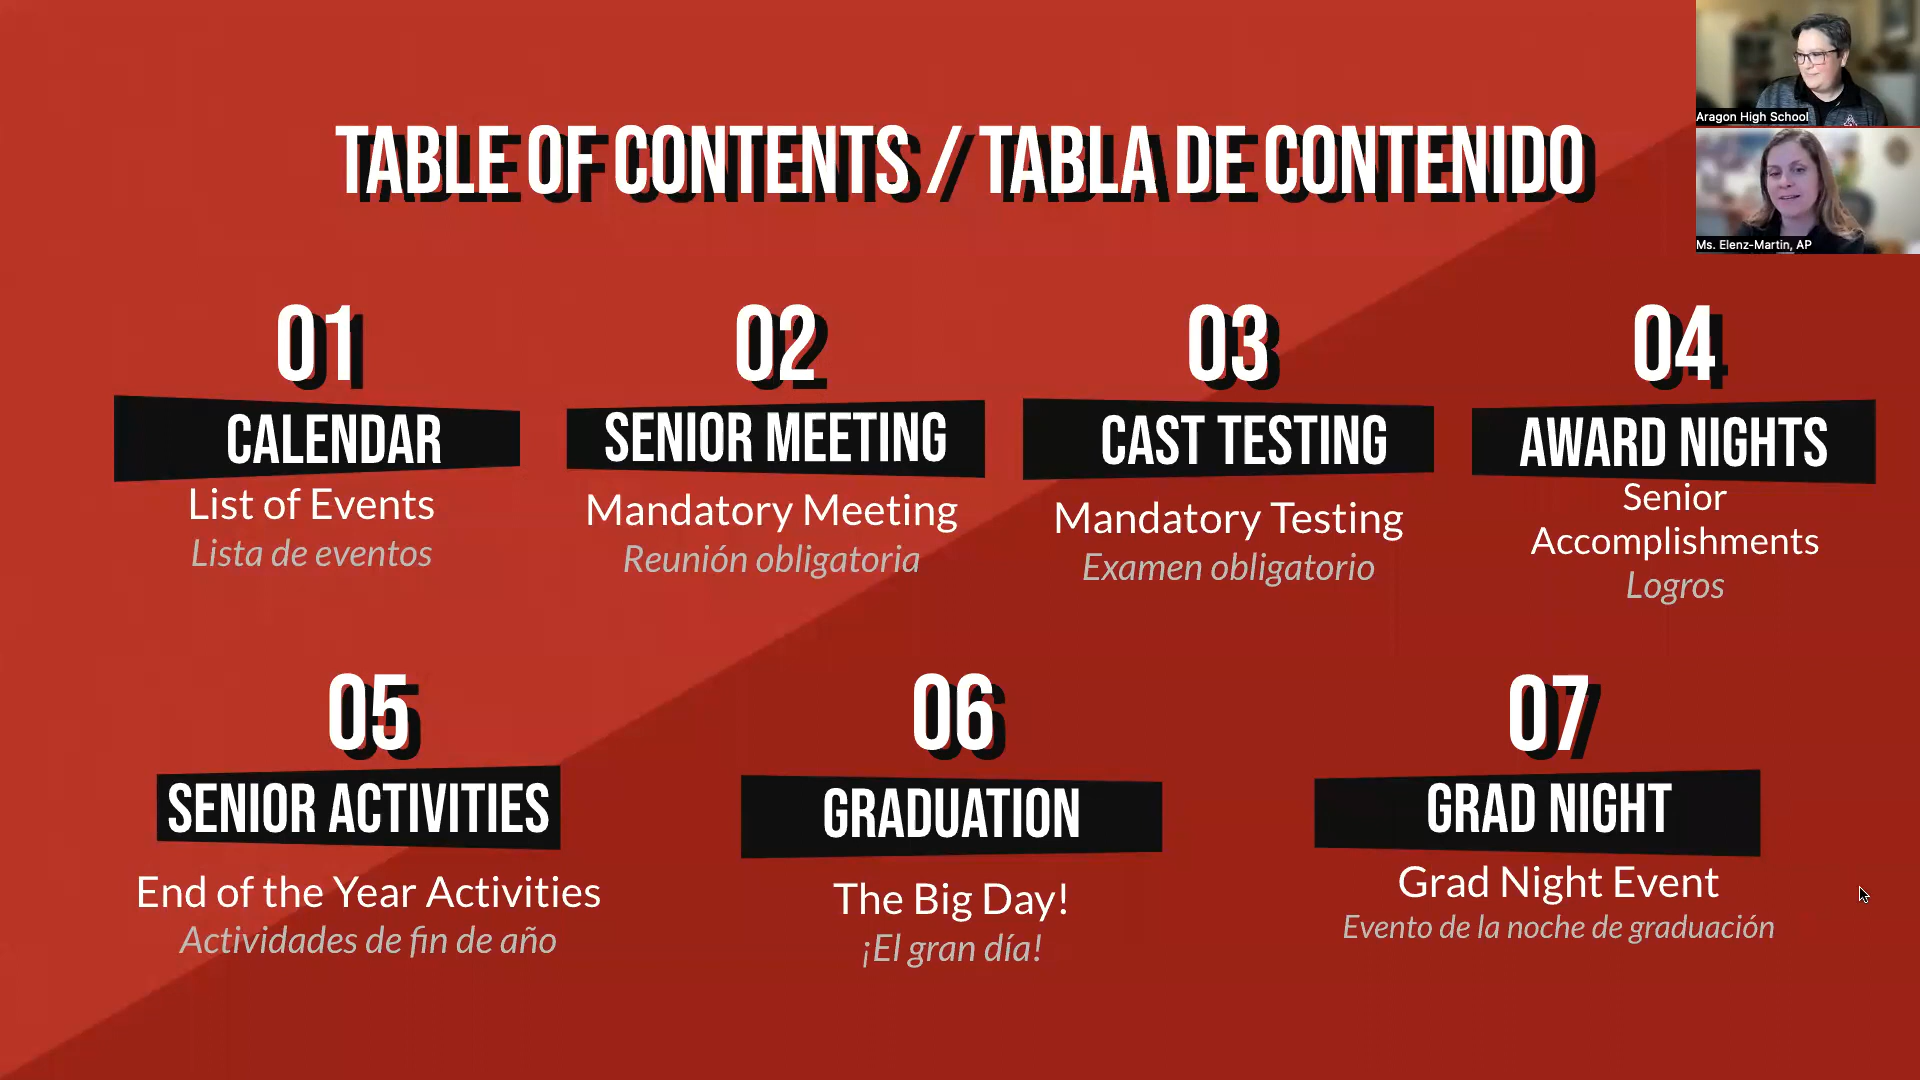 TABLE OF CONTENTS / TABLA DE CONTENIDO
Aragon High School
Ms. Elenz-Martin, AP
01
CALENDAR
List of Events
Lista de eventos
02
SENIOR MEETING
Mandatory Meeting
Reunión obligatoria
03
CAST TESTING
Mandatory Testing
Examen obligatorio
04
AWARD NIGHTS
Senior
Accomplishments
Logros
05
SENIOR ACTIVITIES
End of the Year Activities
Actividades de fin de año
06
GRADUATION
The Big Day!
¡El gran día!
07
GRAD NIGHT
Grad Night Event
Evento de la noche de graduación